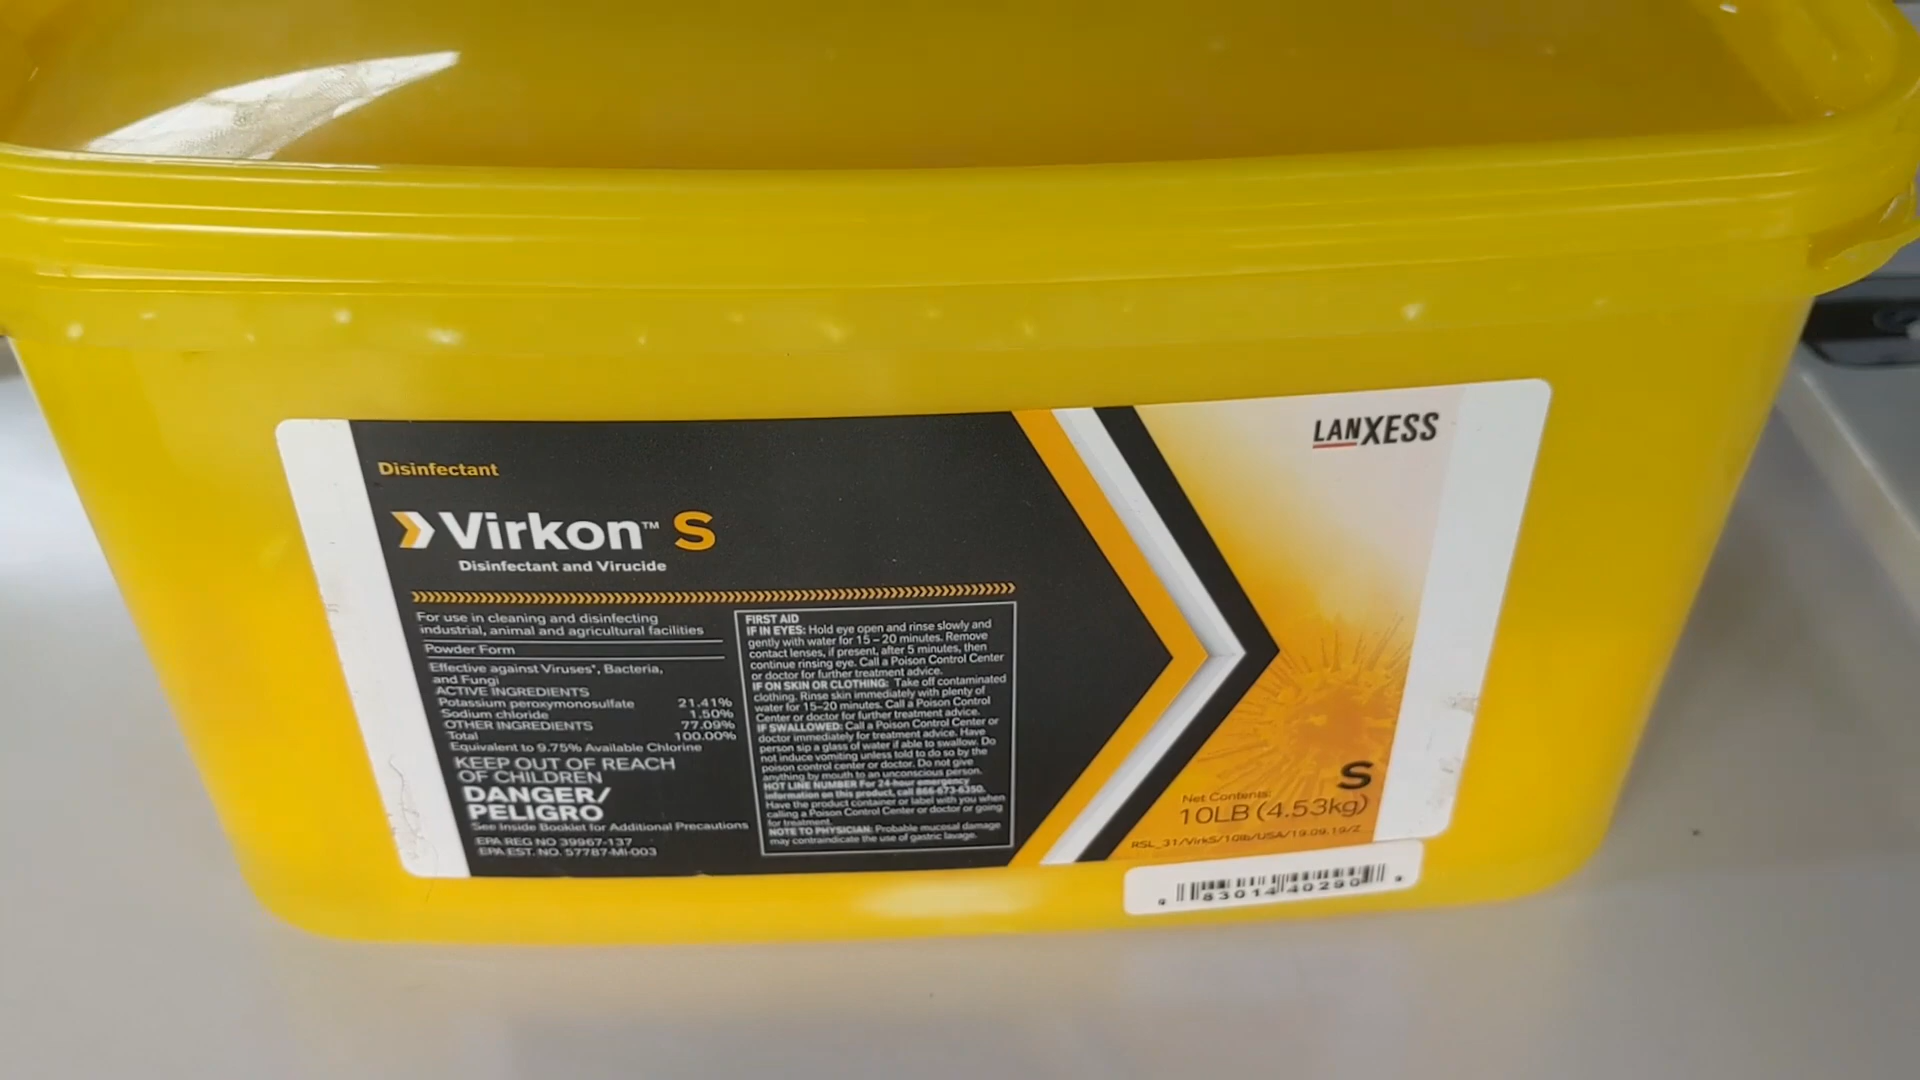 LANXESS
Disinfectant
Virkon™ S
Disinfectant and Virucide
For use in cleaning and disinfecting
industrial, animal and agricultural facilities
Powder Form
Effective against Viruses*, Bacteria,
and Fungi
ACTIVE INGREDIENTS
Potassium peroxymonosulfate 21.41%
Sodium chloride 1.50%
OTHER INGREDIENTS 77.09%
Total 100.00%
Equivalent to 9.75% Available Chlorine
KEEP OUT OF REACH
OF CHILDREN
DANGER/
PELIGRO
See Inside Booklet for Additional Precautions
EPA REG NO 39967-137
EPA EST. NO. 57787-MI-003
FIRST AID
IF IN EYES: Hold eye open and rinse slowly and
gently with water for 15 – 20 minutes. Remove
contact lenses, if present, after 5 minutes, then
continue rinsing eye. Call a Poison Control Center
or doctor for further treatment advice.
IF ON SKIN OR CLOTHING: Take off contaminated
clothing. Rinse skin immediately with plenty of
water for 15–20 minutes. Call a Poison Control
Center or doctor for further treatment advice.
IF SWALLOWED: Call a Poison Control Center or
doctor immediately for treatment advice. Have
person sip a glass of water if able to swallow. Do
not induce vomiting unless told to do so by the
poison control center or doctor. Do not give
anything by mouth to an unconscious person.
HOT LINE NUMBER For 24-hour emergency
information on this product, call 866-673-6350.
Have the product container or label with you when
calling a Poison Control Center or doctor or going
for treatment.
NOTE TO PHYSICIAN: Probable mucosal damage
may contraindicate the use of gastric lavage.
S
Net Contents:
10LB (4.53kg)
RSL_31/VirkS/10lb/USA/19.09.19/Z
9 83014 40290 9